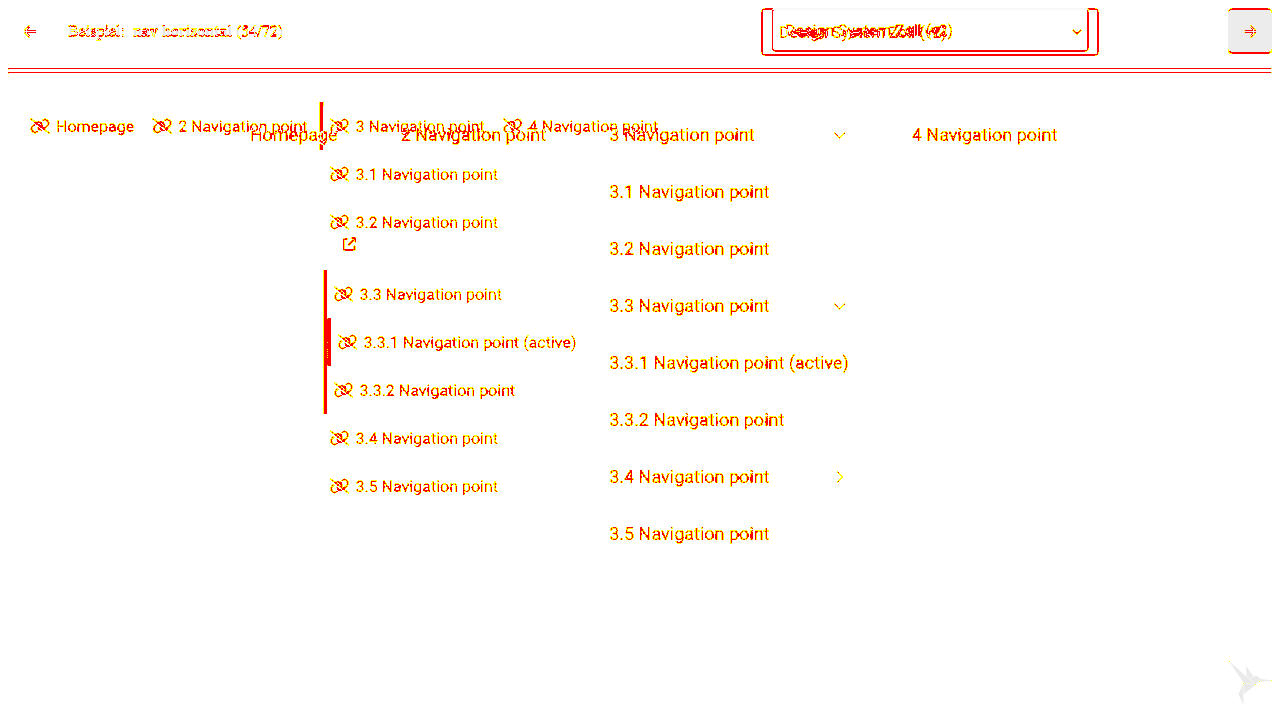 Beispiel: nav horizontal (34/72)
Design System Zoll (v2)
Homepage 2 Navigation point 3 Navigation point 4 Navigation point
Homepage 2 Navigation point 3 Navigation point 4 Navigation point
3.1 Navigation point
3.1 Navigation point
3.2 Navigation point
3.2 Navigation point
3.3 Navigation point
3.3 Navigation point
3.3.1 Navigation point (active)
3.3.1 Navigation point (active)
3.3.2 Navigation point
3.3.2 Navigation point
3.4 Navigation point
3.4 Navigation point
3.5 Navigation point
3.5 Navigation point